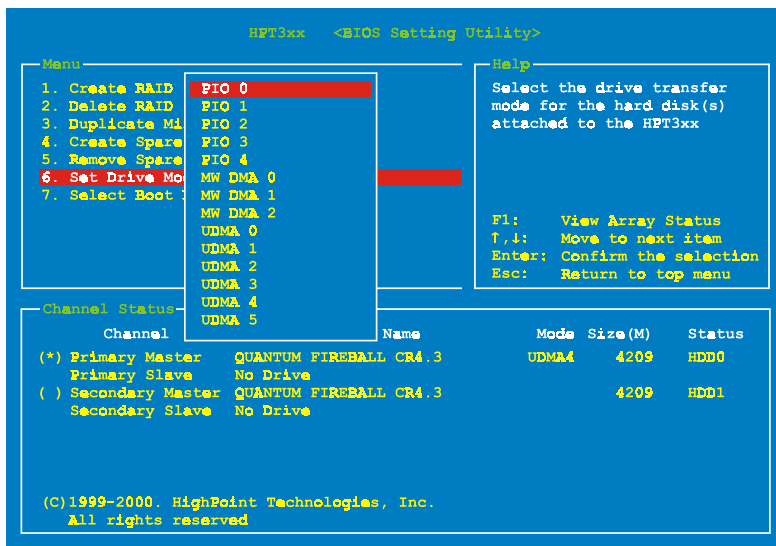 HPT3xx <BIOS Setting Utility>
Menu
1. Create RAID
2. Delete RAID
3. Duplicate Mi
4. Create Spare
5. Remove Spare
6. Set Drive Mo
7. Select Boot
PIO 0
PIO 1
PIO 2
PIO 3
PIO 4
MW DMA 0
MW DMA 1
MW DMA 2
UDMA 0
UDMA 1
UDMA 2
UDMA 3
UDMA 4
UDMA 5
Help
Select the drive transfer
mode for the hard disk(s)
attached to the HPT3xx
F1: View Array Status
↑,↓: Move to next item
Enter: Confirm the selection
Esc: Return to top menu
Channel Status
Channel Name Mode Size(M) Status
(*) Primary Master QUANTUM FIREBALL CR4.3 UDMA4 4209 HDD0
Primary Slave No Drive
( ) Secondary Master QUANTUM FIREBALL CR4.3 4209 HDD1
Secondary Slave No Drive
(C)1999-2000. HighPoint Technologies, Inc.
All rights reserved